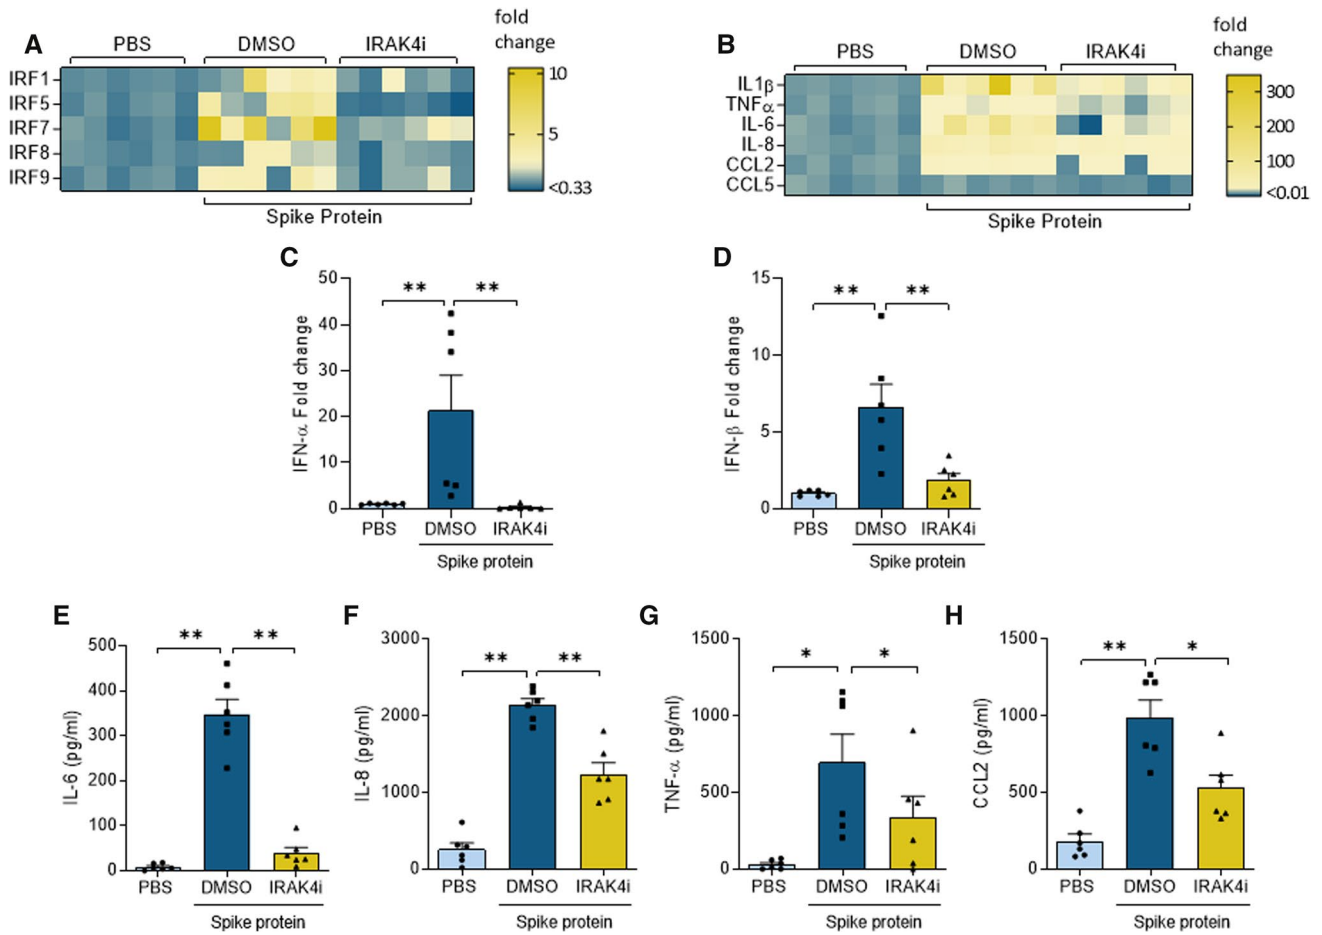 A
PBS
DMSO
IRAK4i
fold
change
IRF1
IRF5
IRF7
IRF8
IRF9
10
5
<0.33
Spike Protein
B
PBS
DMSO
IRAK4i
fold
change
IL1β
TNFα
IL-6
IL-8
CCL2
CCL5
300
200
100
<0.01
Spike Protein
C
IFN-α Fold change
50
40
30
20
10
0
**
**
PBS
DMSO
IRAK4i
Spike protein
D
IFN-β Fold change
15
10
5
0
**
**
PBS
DMSO
IRAK4i
Spike protein
E
IL-6 (pg/ml)
500
400
300
200
100
0
**
**
PBS
DMSO
IRAK4i
Spike protein
F
IL-8 (pg/ml)
3000
2000
1000
0
**
**
PBS
DMSO
IRAK4i
Spike protein
G
TNF-α (pg/ml)
1500
1000
500
0
*
*
PBS
DMSO
IRAK4i
Spike protein
H
CCL2 (pg/ml)
1500
1000
500
0
**
*
PBS
DMSO
IRAK4i
Spike protein